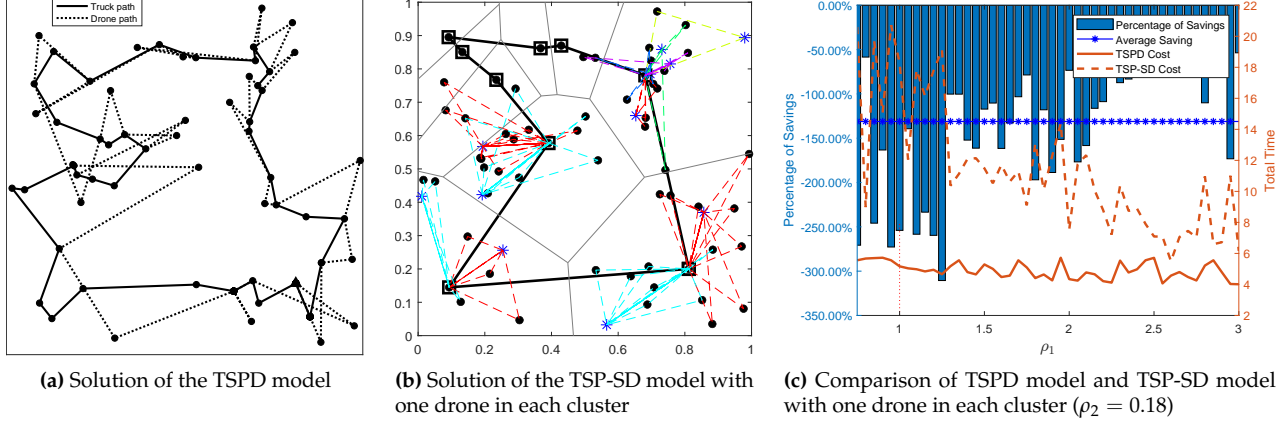 Truck path
Drone path
(a) Solution of the TSPD model
1
0.9
0.8
0.7
0.6
0.5
0.4
0.3
0.2
0.1
0
0 0.2 0.4 0.6 0.8 1
(b) Solution of the TSP-SD model with
one drone in each cluster
0.00%
-50.00%
-100.00%
-150.00%
-200.00%
-250.00%
-300.00%
-350.00%
Percentage of Savings
Percentage of Savings
Average Saving
TSPD Cost
TSP-SD Cost
22
20
18
16
14
12
10
8
6
4
2
Total Time
1 1.5 2 2.5 3
ρ1
(c) Comparison of TSPD model and TSP-SD model
with one drone in each cluster (ρ2 = 0.18)